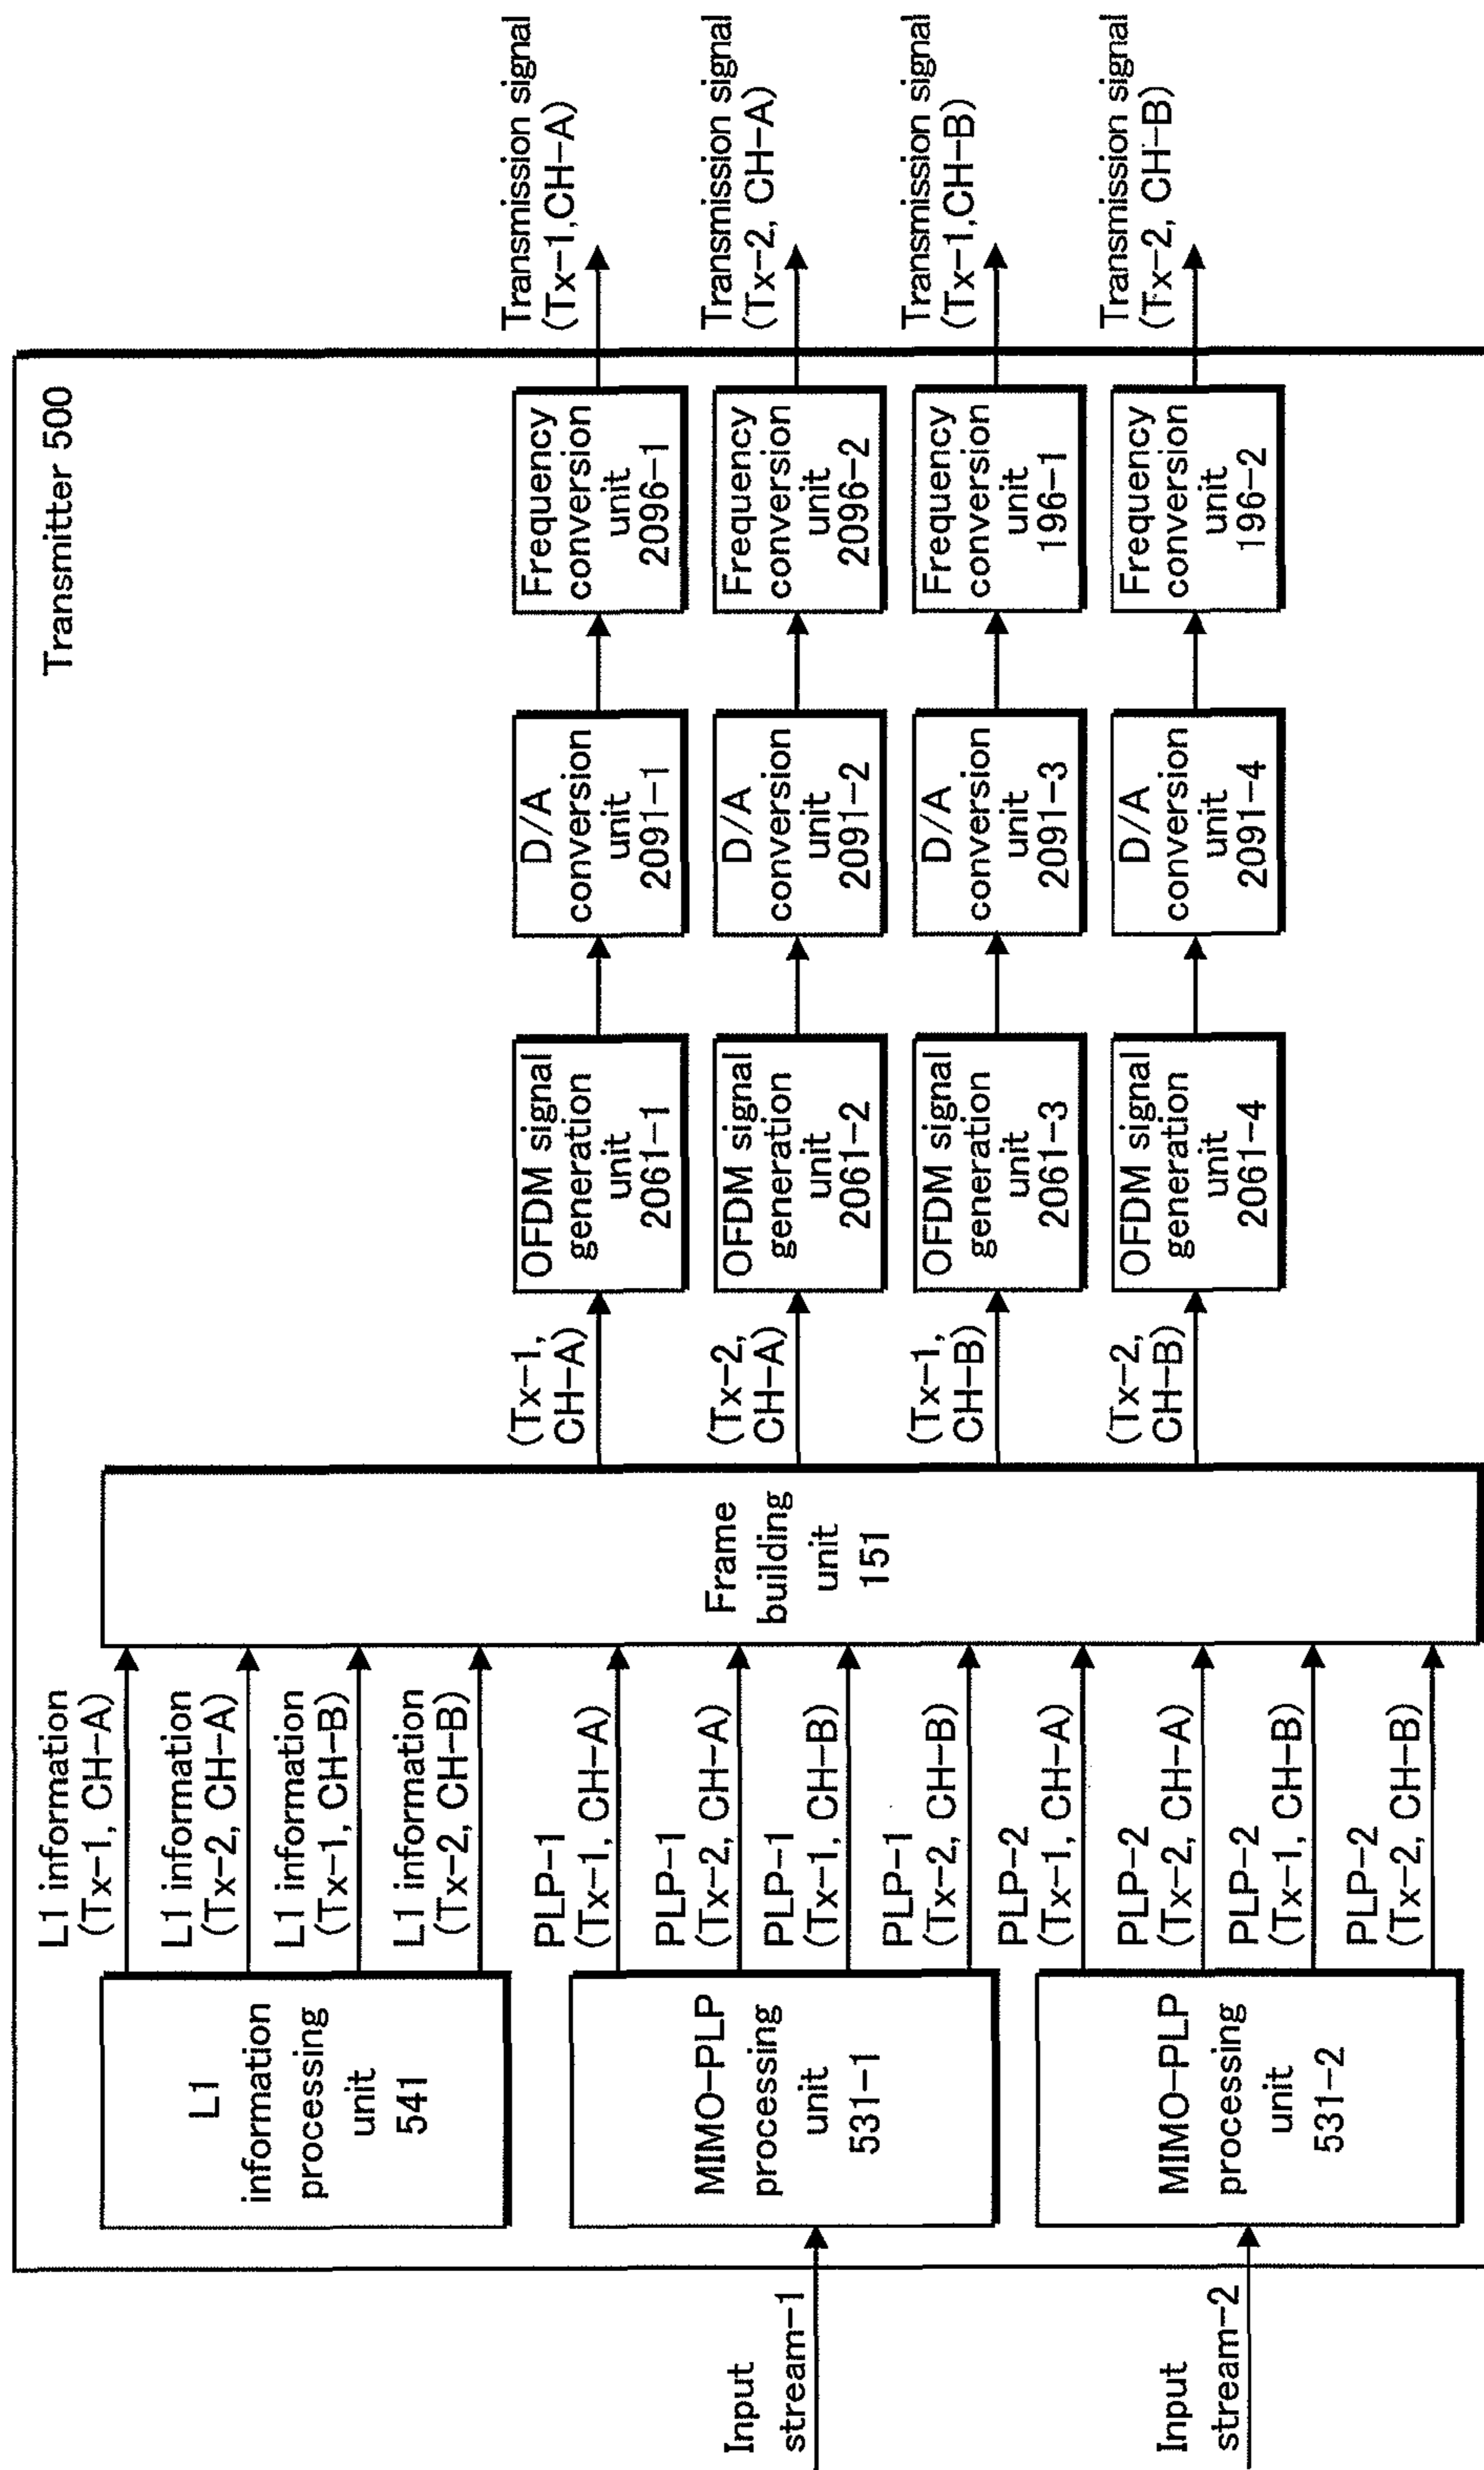 Transmitter 500
Input
stream-1
Input
stream-2
L1
information
processing
unit
541
MIMO-PLP
processing
unit
531-1
MIMO-PLP
processing
unit
531-2
L1 information
(Tx-1, CH-A)
L1 information
(Tx-2, CH-A)
L1 information
(Tx-1, CH-B)
L1 information
(Tx-2, CH-B)
PLP-1
(Tx-1, CH-A)
PLP-1
(Tx-2, CH-A)
PLP-1
(Tx-1, CH-B)
PLP-1
(Tx-2, CH-B)
PLP-2
(Tx-1, CH-A)
PLP-2
(Tx-2, CH-A)
PLP-2
(Tx-1, CH-B)
PLP-2
(Tx-2, CH-B)
Frame
building
unit
151
(Tx-1,
CH-A)
OFDM signal
generation
unit
2061-1
D/A
conversion
unit
2091-1
Frequency
conversion
unit
2096-1
Transmission signal
(Tx-1,CH-A)
(Tx-2,
CH-A)
OFDM signal
generation
unit
2061-2
D/A
conversion
unit
2091-2
Frequency
conversion
unit
2096-2
Transmission signal
(Tx-2, CH-A)
(Tx-1,
CH-B)
OFDM signal
generation
unit
2061-3
D/A
conversion
unit
2091-3
Frequency
conversion
unit
196-1
Transmission signal
(Tx-1,CH-B)
(Tx-2,
CH-B)
OFDM signal
generation
unit
2061-4
D/A
conversion
unit
2091-4
Frequency
conversion
unit
196-2
Transmission signal
(Tx-2, CH-B)